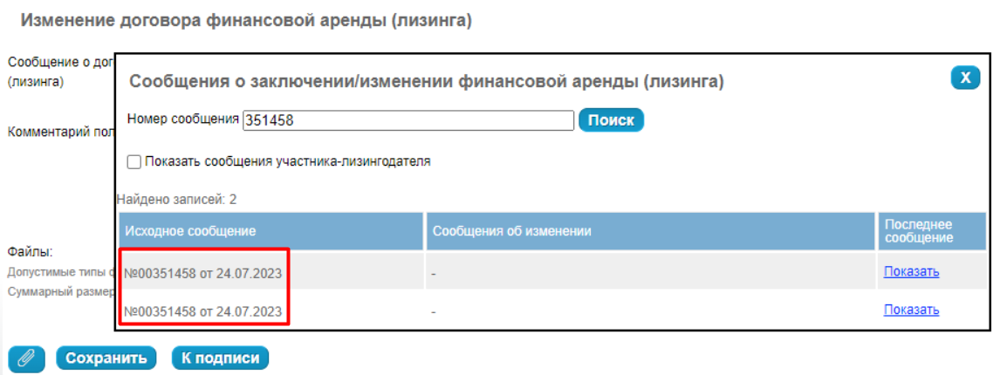 Изменение договора финансовой аренды (лизинга)
Сообщение о дог
(лизинга)
Сообщения о заключении/изменении финансовой аренды (лизинга)
X
Номер сообщения 351458 Поиск
Комментарий пол
Показать сообщения участника-лизингодателя
Найдено записей: 2
Исходное сообщение Сообщения об изменении Последнее сообщение
№00351458 от 24.07.2023 - Показать
№00351458 от 24.07.2023 - Показать
Файлы:
Допустимые типы ф
Суммарный размер
Сохранить К подписи